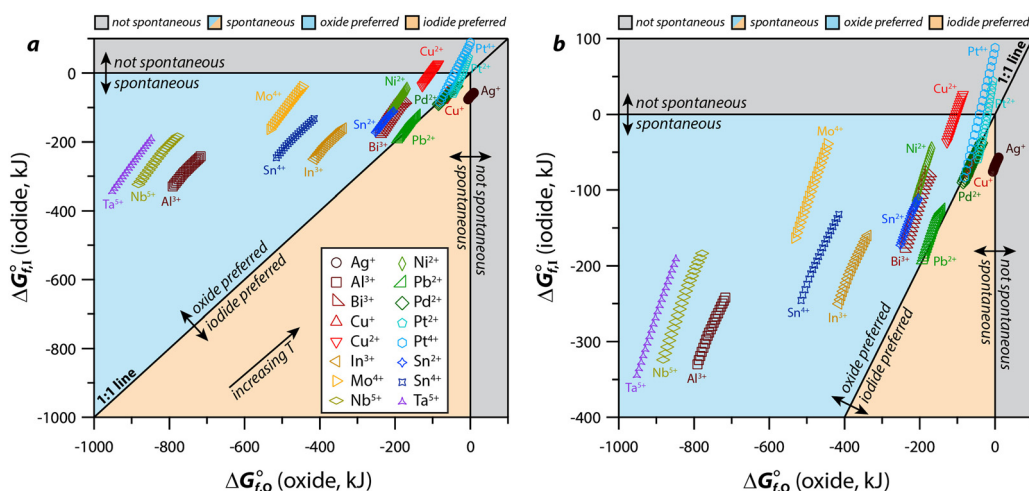 not spontaneous spontaneous oxide preferred iodide preferred
a
not spontaneous
spontaneous
Cu²⁺
Pt⁴⁺
Pt²⁺
Ni²⁺
Pd²⁺
Cu⁺
Ag⁺
Mo⁴⁺
Sn²⁺
Bi³⁺
Pb²⁺
Sn⁴⁺
In³⁺
Ta⁵⁺
Nb⁵⁺
Al³⁺
not spontaneous
spontaneous
oxide preferred
iodide preferred
increasing T
1:1 line
Ag⁺ Ni²⁺
Al³⁺ Pb²⁺
Bi³⁺ Pd²⁺
Cu⁺ Pt²⁺
Cu²⁺ Pt⁴⁺
In³⁺ Sn²⁺
Mo⁴⁺ Sn⁴⁺
Nb⁵⁺ Ta⁵⁺
0
-200
-400
-600
-800
-1000
-1000 -800 -600 -400 -200 0
ΔG°f,I (iodide, kJ)
ΔG°f,O (oxide, kJ)
not spontaneous spontaneous oxide preferred iodide preferred
b
Pt⁴⁺
1:1 line
not spontaneous
spontaneous
Cu²⁺
Pt²⁺
Mo⁴⁺
Ni²⁺
Ag⁺
Cu⁺
Pd²⁺
Sn²⁺
Bi³⁺
Pb²⁺
Sn⁴⁺
In³⁺
Ta⁵⁺
Nb⁵⁺
Al³⁺
not spontaneous
spontaneous
oxide preferred
iodide preferred
100
0
-100
-200
-300
-400
-1000 -800 -600 -400 -200 0
ΔG°f,I (iodide, kJ)
ΔG°f,O (oxide, kJ)